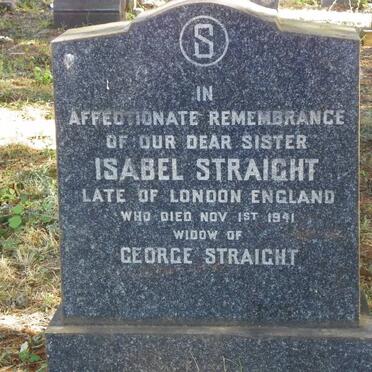 S
IN
AFFECTIONATE REMEMBRANCE
OF OUR DEAR SISTER
ISABEL STRAIGHT
LATE OF LONDON ENGLAND
WHO DIED NOV 1ST 1941
WIDOW OF
GEORGE STRAIGHT